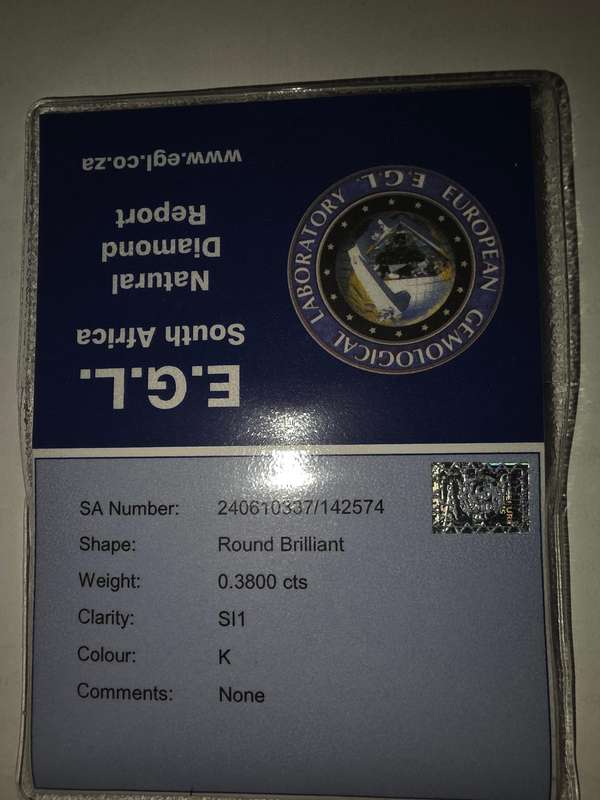 E.G.L.
South Africa
Natural
Diamond
Report
www.egl.co.za
EUROPEAN GEMOLOGICAL LABORATORY E.G.L.
SA Number: 240610337/142574
Shape: Round Brilliant
Weight: 0.3800 cts
Clarity: SI1
Colour: K
Comments: None